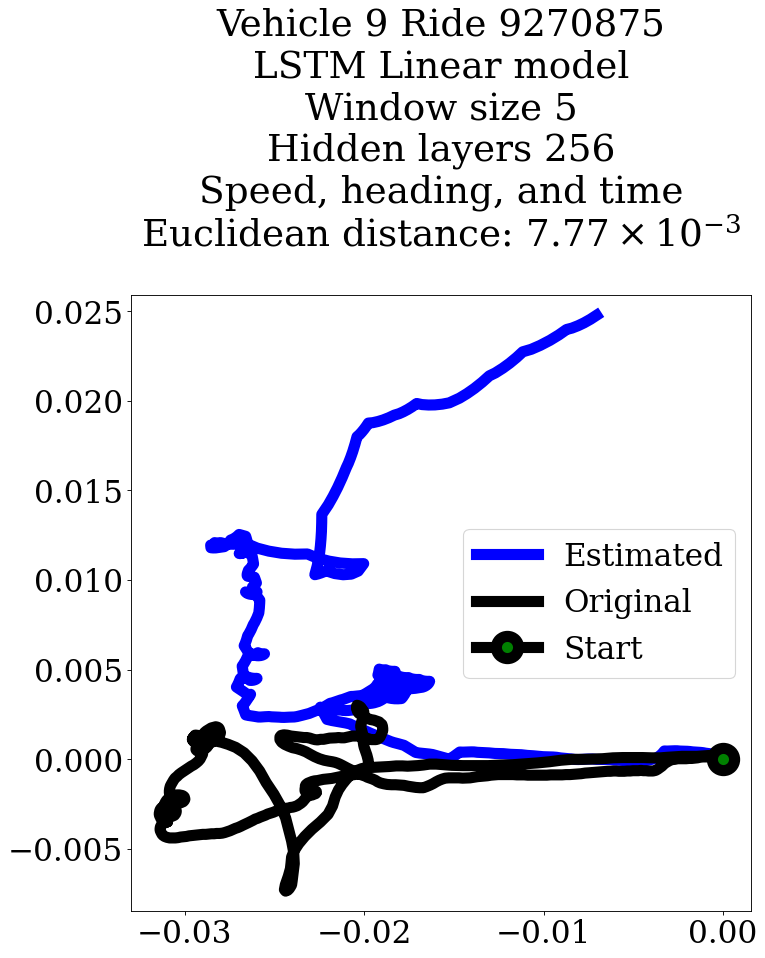 Vehicle 9 Ride 9270875
LSTM Linear model
Window size 5
Hidden layers 256
Speed, heading, and time
Euclidean distance: 7.77 × 10⁻³
0.025
0.020
0.015
0.010
0.005
0.000
−0.005
Estimated
Original
Start
−0.03
−0.02
−0.01
0.00